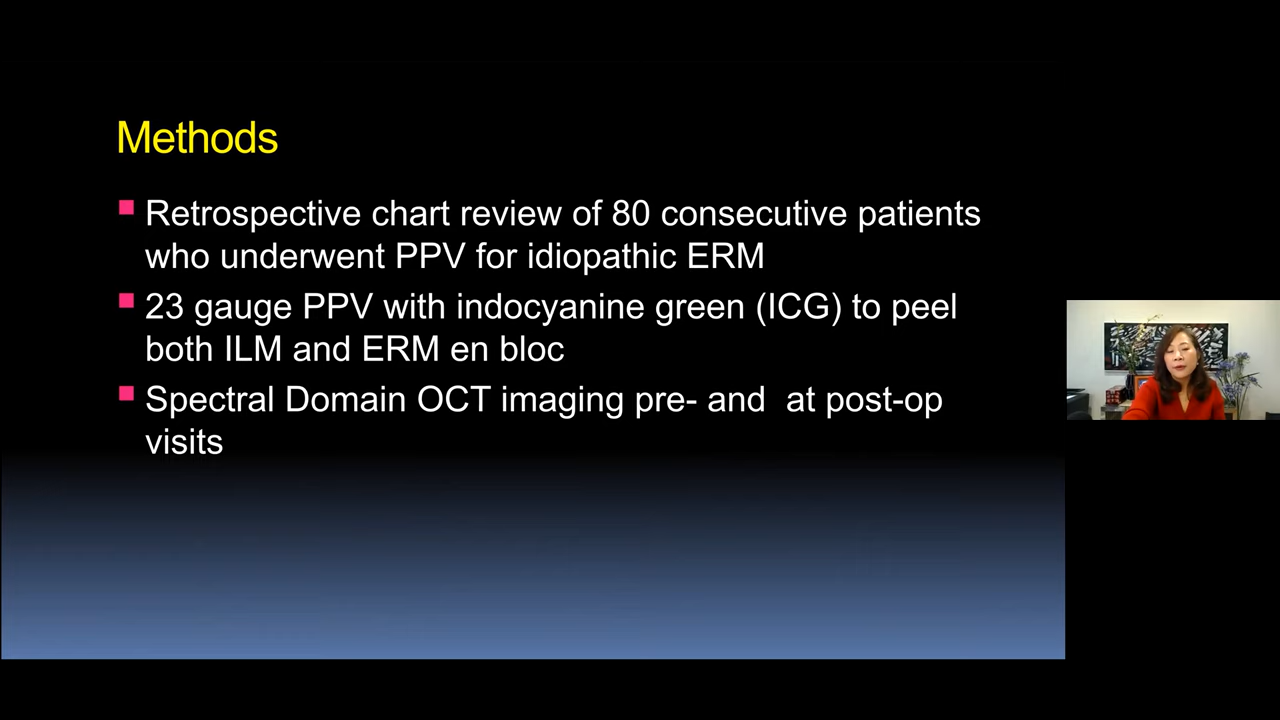 Methods
Retrospective chart review of 80 consecutive patients
who underwent PPV for idiopathic ERM
23 gauge PPV with indocyanine green (ICG) to peel
both ILM and ERM en bloc
Spectral Domain OCT imaging pre- and  at post-op
visits